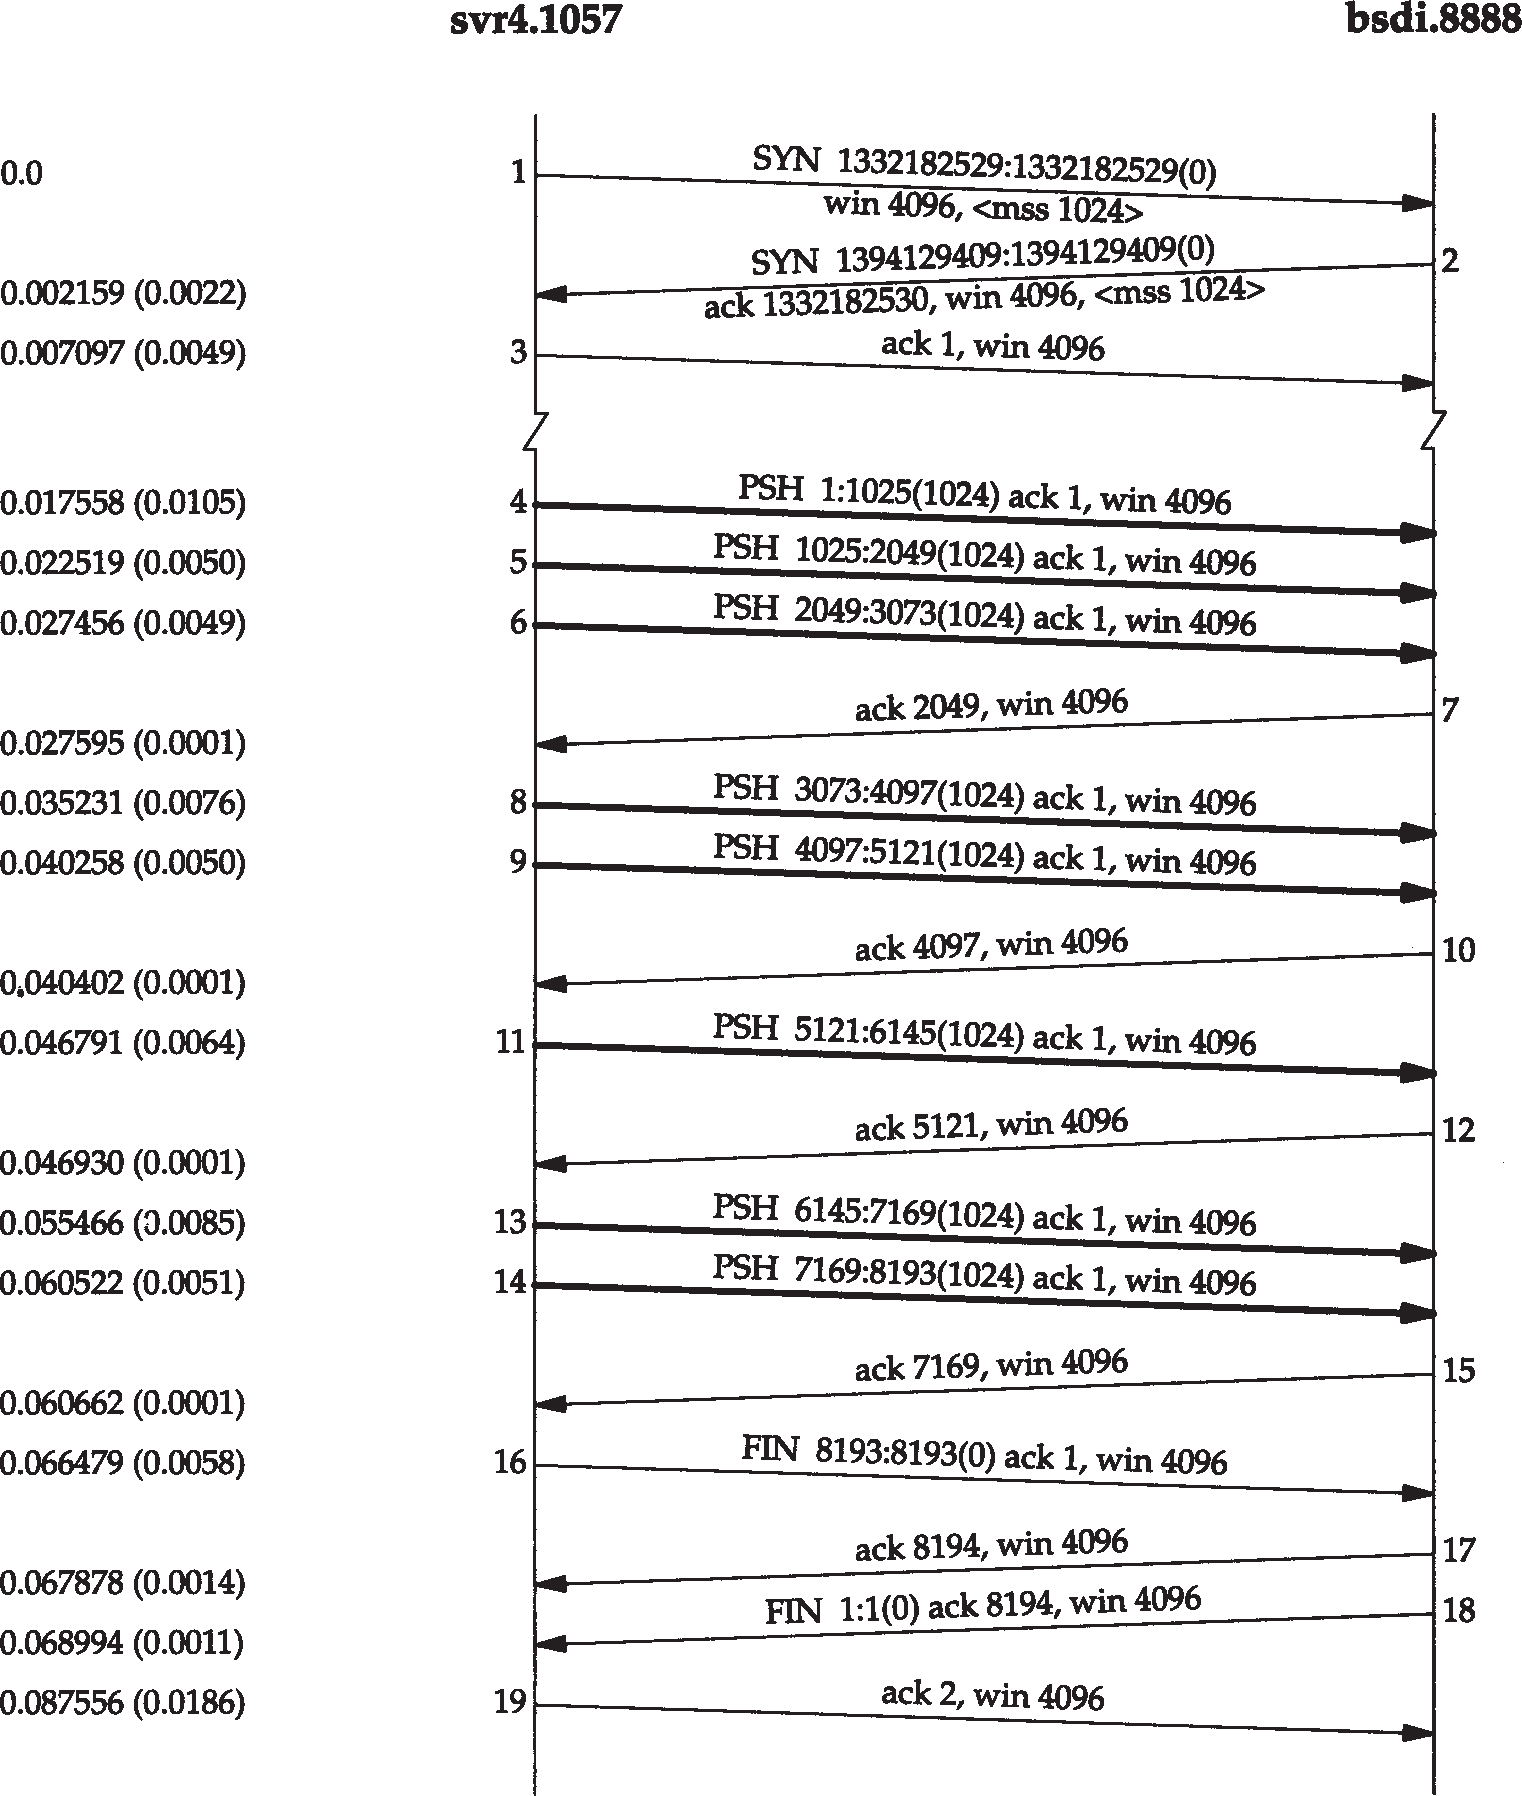 svr4.1057 bsdi.8888
0.0 1 SYN 1332182529:1332182529(0)
win 4096, <mss 1024>
SYN 1394129409:1394129409(0) 2
0.002159 (0.0022) ack 1332182530, win 4096, <mss 1024>
0.007097 (0.0049) 3 ack 1, win 4096
0.017558 (0.0105) 4 PSH 1:1025(1024) ack 1, win 4096
0.022519 (0.0050) 5 PSH 1025:2049(1024) ack 1, win 4096
0.027456 (0.0049) 6 PSH 2049:3073(1024) ack 1, win 4096
ack 2049, win 4096 7
0.027595 (0.0001)
0.035231 (0.0076) 8 PSH 3073:4097(1024) ack 1, win 4096
0.040258 (0.0050) 9 PSH 4097:5121(1024) ack 1, win 4096
ack 4097, win 4096 10
0.040402 (0.0001)
0.046791 (0.0064) 11 PSH 5121:6145(1024) ack 1, win 4096
ack 5121, win 4096 12
0.046930 (0.0001)
0.055466 (0.0085) 13 PSH 6145:7169(1024) ack 1, win 4096
0.060522 (0.0051) 14 PSH 7169:8193(1024) ack 1, win 4096
ack 7169, win 4096 15
0.060662 (0.0001)
0.066479 (0.0058) 16 FIN 8193:8193(0) ack 1, win 4096
ack 8194, win 4096 17
0.067878 (0.0014)
FIN 1:1(0) ack 8194, win 4096 18
0.068994 (0.0011)
0.087556 (0.0186) 19 ack 2, win 4096